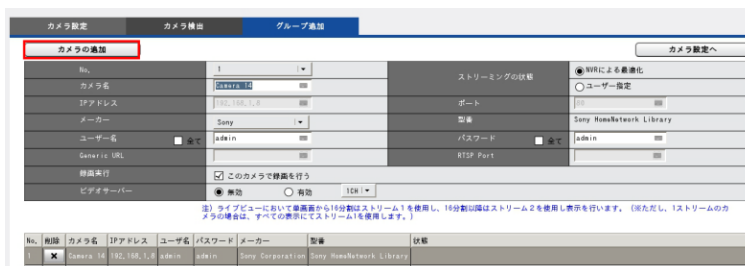 カメラ設定 カメラ検出 グループ追加
カメラの追加 カメラ設定へ
No. 1 ストリーミングの状態 NVRによる最適化
カメラ名 Camera 14 ユーザー指定
IPアドレス 192.168.1.8 ポート 80
メーカー Sony 型番 Sony HomeNetwork Library
ユーザー名 全て admin パスワード 全て admin
Generic URL RTSP Port
録画実行 このカメラで録画を行う
ビデオサーバー 無効 有効 1CH
注）ライブビューにおいて単画面から16分割はストリーム１を使用し、16分割以降はストリーム２を使用し表示を行います。（※ただし、1ストリームのカ
メラの場合は、すべての表示にてストリーム1を使用します。）
No. 削除 カメラ名 IPアドレス ユーザ名 パスワード メーカー 型番 状態
1 Camera 14 192.168.1.8 admin admin Sony Corporation Sony HomeNetwork Library